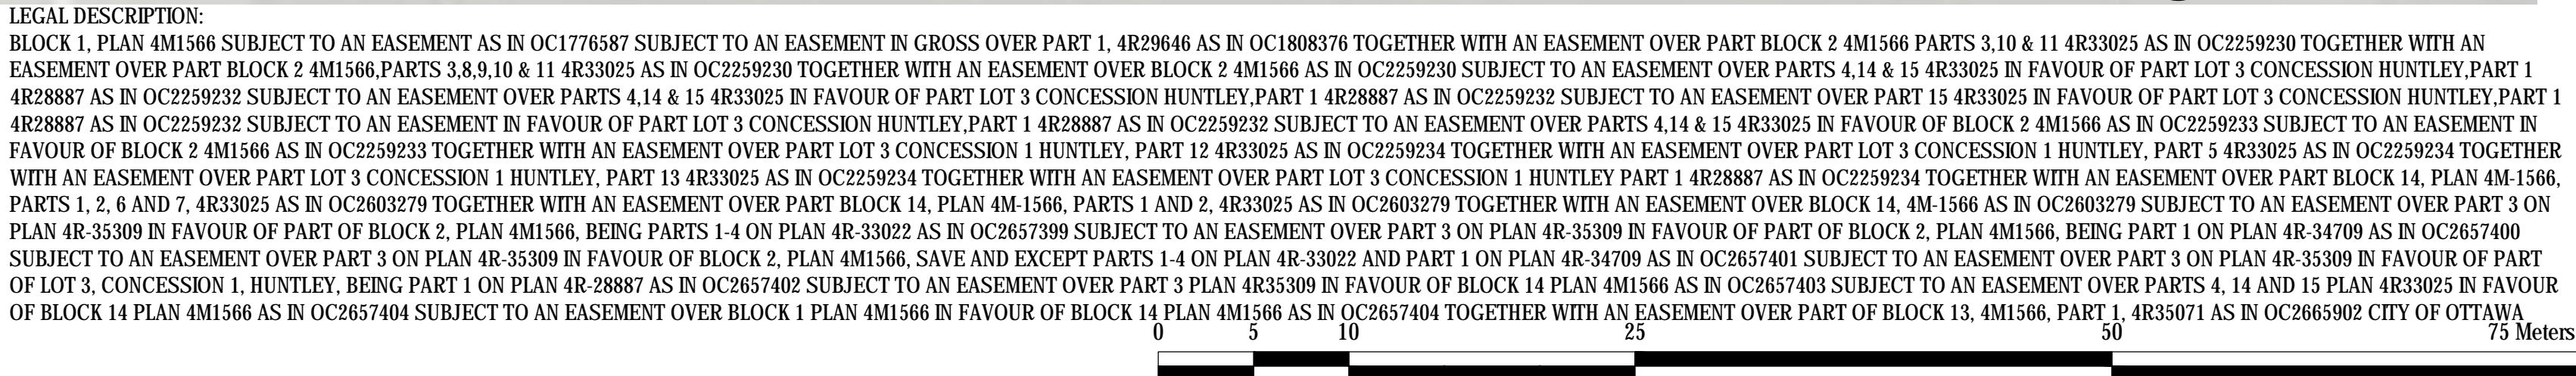 LEGAL DESCRIPTION:
BLOCK 1, PLAN 4M1566 SUBJECT TO AN EASEMENT AS IN OC1776587 SUBJECT TO AN EASEMENT IN GROSS OVER PART 1, 4R29646 AS IN OC1808376 TOGETHER WITH AN EASEMENT OVER PART BLOCK 2 4M1566 PARTS 3,10 & 11 4R33025 AS IN OC2259230 TOGETHER WITH AN
EASEMENT OVER PART BLOCK 2 4M1566,PARTS 3,8,9,10 & 11 4R33025 AS IN OC2259230 TOGETHER WITH AN EASEMENT OVER BLOCK 2 4M1566 AS IN OC2259230 SUBJECT TO AN EASEMENT OVER PARTS 4,14 & 15 4R33025 IN FAVOUR OF PART LOT 3 CONCESSION HUNTLEY,PART 1
4R28887 AS IN OC2259232 SUBJECT TO AN EASEMENT OVER PARTS 4,14 & 15 4R33025 IN FAVOUR OF PART LOT 3 CONCESSION HUNTLEY,PART 1 4R28887 AS IN OC2259232 SUBJECT TO AN EASEMENT OVER PART 15 4R33025 IN FAVOUR OF PART LOT 3 CONCESSION HUNTLEY,PART 1
4R28887 AS IN OC2259232 SUBJECT TO AN EASEMENT IN FAVOUR OF PART LOT 3 CONCESSION HUNTLEY,PART 1 4R28887 AS IN OC2259232 SUBJECT TO AN EASEMENT OVER PARTS 4,14 & 15 4R33025 IN FAVOUR OF BLOCK 2 4M1566 AS IN OC2259233 SUBJECT TO AN EASEMENT IN
FAVOUR OF BLOCK 2 4M1566 AS IN OC2259233 TOGETHER WITH AN EASEMENT OVER PART LOT 3 CONCESSION 1 HUNTLEY, PART 12 4R33025 AS IN OC2259234 TOGETHER WITH AN EASEMENT OVER PART LOT 3 CONCESSION 1 HUNTLEY, PART 5 4R33025 AS IN OC2259234 TOGETHER
WITH AN EASEMENT OVER PART LOT 3 CONCESSION 1 HUNTLEY, PART 13 4R33025 AS IN OC2259234 TOGETHER WITH AN EASEMENT OVER PART LOT 3 CONCESSION 1 HUNTLEY PART 1 4R28887 AS IN OC2259234 TOGETHER WITH AN EASEMENT OVER PART BLOCK 14, PLAN 4M-1566,
PARTS 1, 2, 6 AND 7, 4R33025 AS IN OC2603279 TOGETHER WITH AN EASEMENT OVER PART BLOCK 14, PLAN 4M-1566, PARTS 1 AND 2, 4R33025 AS IN OC2603279 TOGETHER WITH AN EASEMENT OVER BLOCK 14, 4M-1566 AS IN OC2603279 SUBJECT TO AN EASEMENT OVER PART 3 ON
PLAN 4R-35309 IN FAVOUR OF PART OF BLOCK 2, PLAN 4M1566, BEING PARTS 1-4 ON PLAN 4R-33022 AS IN OC2657399 SUBJECT TO AN EASEMENT OVER PART 3 ON PLAN 4R-35309 IN FAVOUR OF PART OF BLOCK 2, PLAN 4M1566, BEING PART 1 ON PLAN 4R-34709 AS IN OC2657400
SUBJECT TO AN EASEMENT OVER PART 3 ON PLAN 4R-35309 IN FAVOUR OF BLOCK 2, PLAN 4M1566, SAVE AND EXCEPT PARTS 1-4 ON PLAN 4R-33022 AND PART 1 ON PLAN 4R-34709 AS IN OC2657401 SUBJECT TO AN EASEMENT OVER PART 3 ON PLAN 4R-35309 IN FAVOUR OF PART
OF LOT 3, CONCESSION 1, HUNTLEY, BEING PART 1 ON PLAN 4R-28887 AS IN OC2657402 SUBJECT TO AN EASEMENT OVER PART 3 PLAN 4R35309 IN FAVOUR OF BLOCK 14 PLAN 4M1566 AS IN OC2657403 SUBJECT TO AN EASEMENT OVER PARTS 4, 14 AND 15 PLAN 4R33025 IN FAVOUR
OF BLOCK 14 PLAN 4M1566 AS IN OC2657404 SUBJECT TO AN EASEMENT OVER BLOCK 1 PLAN 4M1566 IN FAVOUR OF BLOCK 14 PLAN 4M1566 AS IN OC2657404 TOGETHER WITH AN EASEMENT OVER PART OF BLOCK 13, 4M1566, PART 1, 4R35071 AS IN OC2665902 CITY OF OTTAWA
0 5 10 25 50 75 Meters